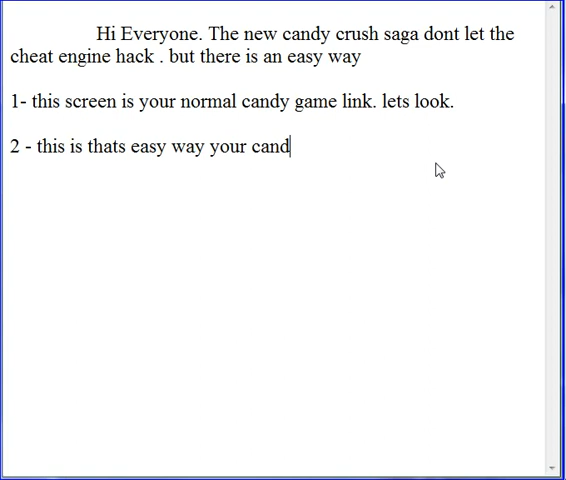 Hi Everyone. The new candy crush saga dont let the
cheat engine hack . but there is an easy way
1- this screen is your normal candy game link. lets look.
2 - this is thats easy way your cand